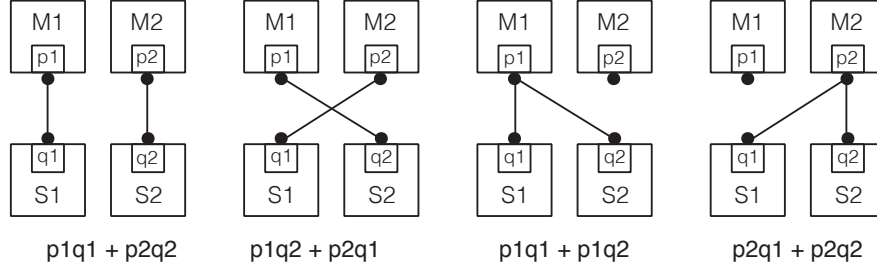 M1 M2 M1 M2 M1 M2 M1 M2
p1 p2 p1 p2 p1 p2 p1 p2
q1 q2 q1 q2 q1 q2 q1 q2
S1 S2 S1 S2 S1 S2 S1 S2
p1q1 + p2q2 p1q2 + p2q1 p1q1 + p1q2 p2q1 + p2q2